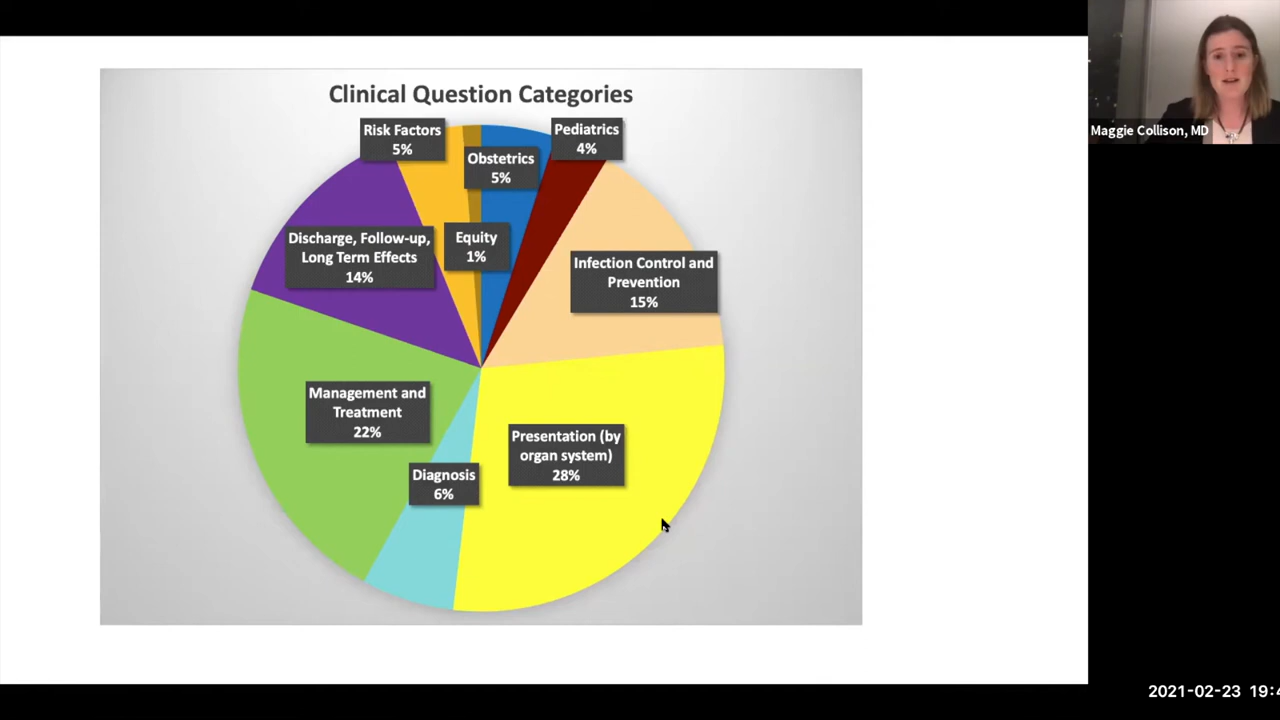 Clinical Question Categories
Risk Factors
5%
Pediatrics
4%
Obstetrics
5%
Equity
1%
Discharge, Follow-up,
Long Term Effects
14%
Infection Control and
Prevention
15%
Management and
Treatment
22%
Presentation (by
organ system)
28%
Diagnosis
6%
Maggie Collison, MD
2021-02-23 19:4